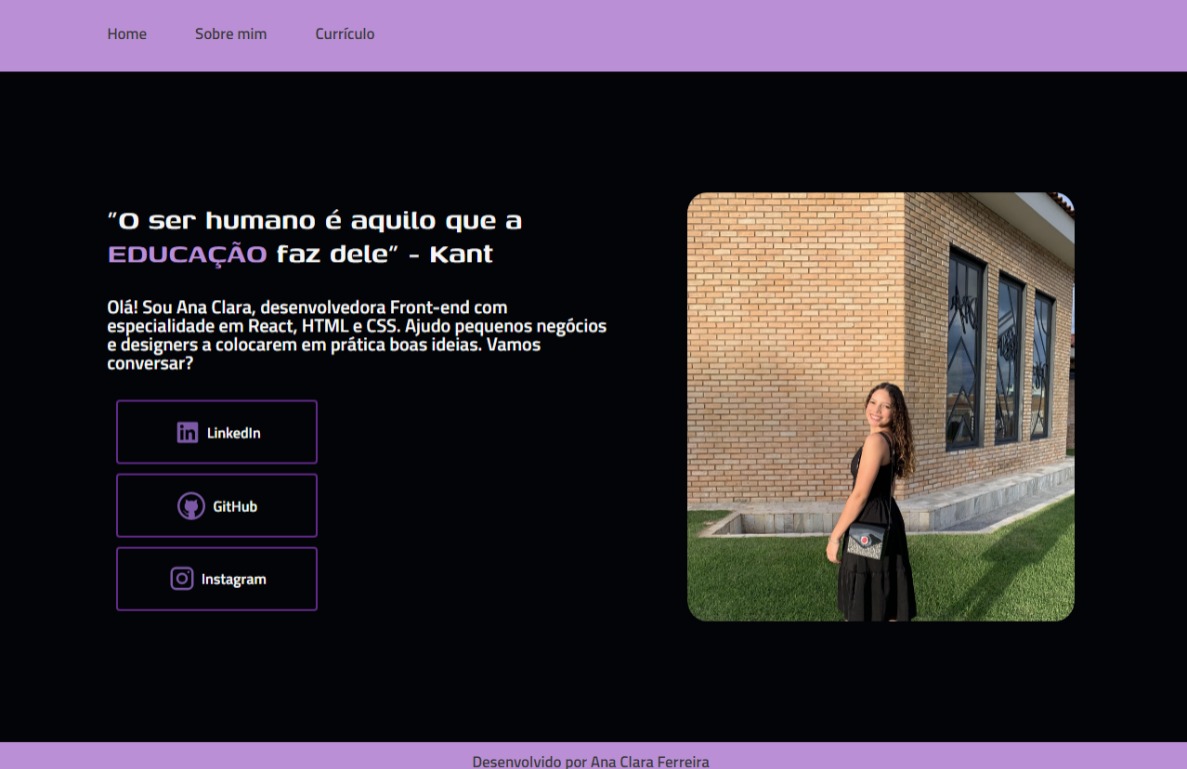 Home
Sobre mim
Currículo
"O ser humano é aquilo que a
EDUCAÇÃO faz dele" - Kant
Olá! Sou Ana Clara, desenvolvedora Front-end com
especialidade em React, HTML e CSS. Ajudo pequenos negócios
e designers a colocarem em prática boas ideias. Vamos
conversar?
LinkedIn
GitHub
Instagram
Desenvolvido por Ana Clara Ferreira